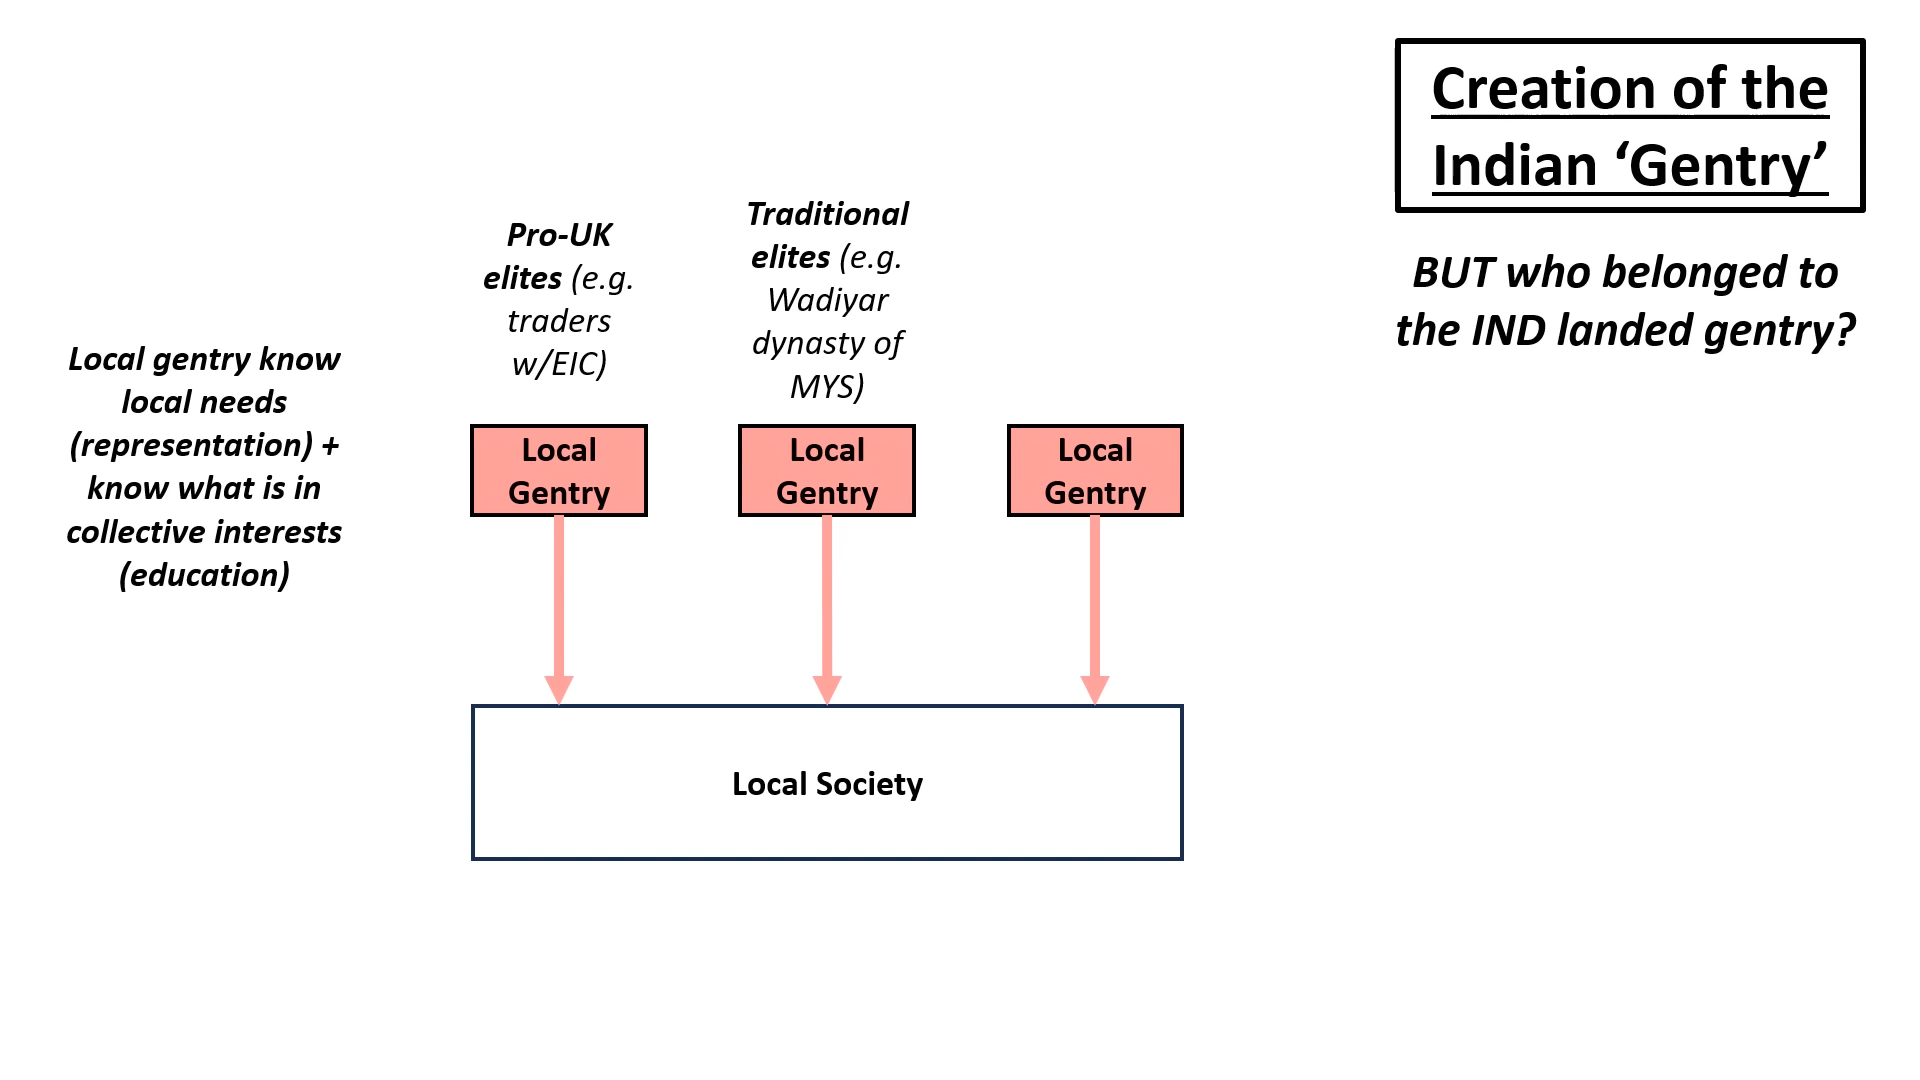 Creation of the
Indian ‘Gentry’
BUT who belonged to
the IND landed gentry?
Local gentry know
local needs
(representation) +
know what is in
collective interests
(education)
Pro-UK
elites (e.g.
traders
w/EIC)
Traditional
elites (e.g.
Wadiyar
dynasty of
MYS)
Local
Gentry
Local
Gentry
Local
Gentry
Local Society